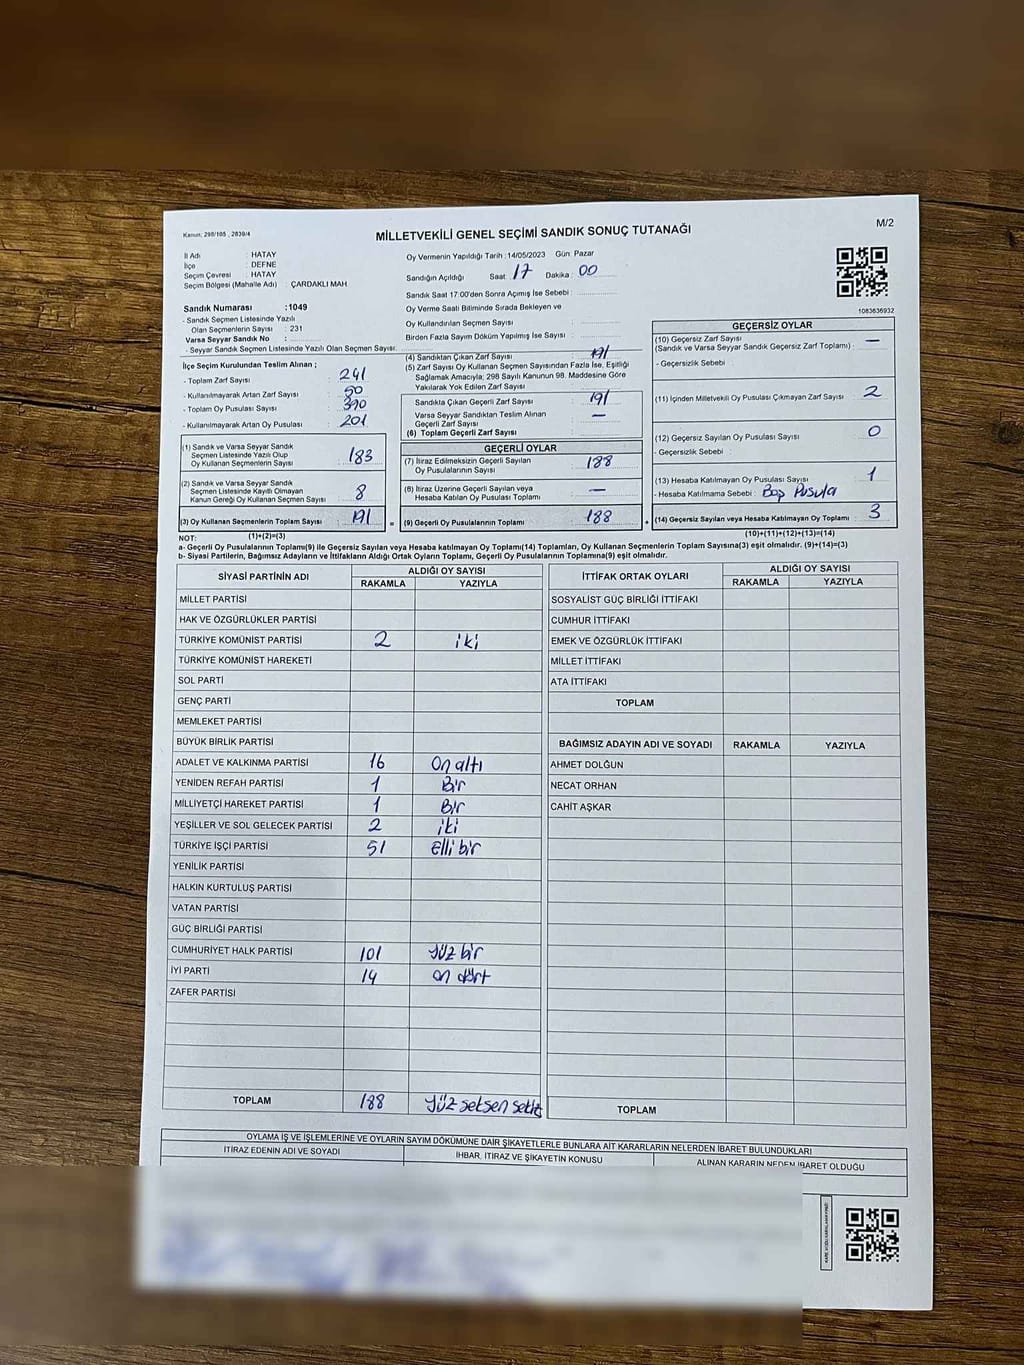 Kanun; 298/105 , 2839/4
M/2
MİLLETVEKİLİ GENEL SEÇİMİ SANDIK SONUÇ TUTANAĞI
İl Adı : HATAY
İlçe : DEFNE
Seçim Çevresi : HATAY
Seçim Bölgesi (Mahalle Adı) : ÇARDAKLI MAH
Sandık Numarası :1049
- Sandık Seçmen Listesinde Yazılı
Olan Seçmenlerin Sayısı : 231
Varsa Seyyar Sandık No :
- Seyyar Sandık Seçmen Listesinde Yazılı Olan Seçmen Sayısı:
Oy Vermenin Yapıldığı Tarih :14/05/2023 Gün: Pazar
Sandığın Açıldığı Saat: 17 Dakika : 00
Sandık Saat 17:00'den Sonra Açımış İse Sebebi :
Oy Verme Saati Bitiminde Sırada Bekleyen ve
Oy Kullandırılan Seçmen Sayısı :
Birden Fazla Sayım Döküm Yapılmış İse Sayısı :
1083636932
İlçe Seçim Kurulundan Teslim Alınan ;
- Toplam Zarf Sayısı : 241
- Kullanılmayarak Artan Zarf Sayısı : 50
- Toplam Oy Pusulası Sayısı : 390
- Kullanılmayarak Artan Oy Pusulası : 201
(1) Sandık ve Varsa Seyyar Sandık
Seçmen Listesinde Yazılı Olup
Oy Kullanan Seçmenlerin Sayısı : 183
(2) Sandık ve Varsa Seyyar Sandık
Seçmen Listesinde Kayıtlı Olmayan
Kanun Gereği Oy Kullanan Seçmen Sayısı : 8
(3) Oy Kullanan Seçmenlerin Toplam Sayısı : 191
(1)+(2)=(3)
(4) Sandıktan Çıkan Zarf Sayısı : 191
(5) Zarf Sayısı Oy Kullanan Seçmen Sayısından Fazla İse, Eşitliği
Sağlamak Amacıyla; 298 Sayılı Kanunun 98. Maddesine Göre
Yakılarak Yok Edilen Zarf Sayısı :
Sandıkta Çıkan Geçerli Zarf Sayısı : 191
Varsa Seyyar Sandıktan Teslim Alınan
Geçerli Zarf Sayısı : —
(6) Toplam Geçerli Zarf Sayısı :
GEÇERLİ OYLAR
(7) İtiraz Edilmeksizin Geçerli Sayılan
Oy Pusulalarının Sayısı : 188
(8) İtiraz Üzerine Geçerli Sayılan veya
Hesaba Katılan Oy Pusulası Toplamı : —
= (9) Geçerli Oy Pusulalarının Toplamı : 188
GEÇERSİZ OYLAR
(10) Geçersiz Zarf Sayısı —
(Sandık ve Varsa Seyyar Sandık Geçersiz Zarf Toplamı) :
- Geçersizlik Sebebi :
(11) İçinden Milletvekili Oy Pusulası Çıkmayan Zarf Sayısı : 2
(12) Geçersiz Sayılan Oy Pusulası Sayısı : 0
- Geçersizlik Sebebi :
(13) Hesaba Katılmayan Oy Pusulası Sayısı : 1
- Hesaba Katılmama Sebebi : Boş Pusula
+ (14) Geçersiz Sayılan veya Hesaba Katılmayan Oy Toplamı : 3
(10)+(11)+(12)+(13)=(14)
NOT:
a- Geçerli Oy Pusulalarının Toplamı(9) ile Geçersiz Sayılan veya Hesaba katılmayan Oy Toplamı(14) Toplamları, Oy Kullanan Seçmenlerin Toplam Sayısına(3) eşit olmalıdır. (9)+(14)=(3)
b- Siyasi Partilerin, Bağımsız Adayların ve İttifakların Aldığı Ortak Oyların Toplamı, Geçerli Oy Pusulalarının Toplamına(9) eşit olmalıdır.
SİYASİ PARTİNİN ADI ALDIĞI OY SAYISI
RAKAMLA YAZIYLA
MİLLET PARTİSİ
HAK VE ÖZGÜRLÜKLER PARTİSİ
TÜRKİYE KOMÜNİST PARTİSİ 2 iki
TÜRKİYE KOMÜNİST HAREKETİ
SOL PARTİ
GENÇ PARTİ
MEMLEKET PARTİSİ
BÜYÜK BİRLİK PARTİSİ
ADALET VE KALKINMA PARTİSİ 16 On altı
YENİDEN REFAH PARTİSİ 1 Bir
MİLLİYETÇİ HAREKET PARTİSİ 1 Bir
YEŞİLLER VE SOL GELECEK PARTİSİ 2 iki
TÜRKİYE İŞÇİ PARTİSİ 51 elli bir
YENİLİK PARTİSİ
HALKIN KURTULUŞ PARTİSİ
VATAN PARTİSİ
GÜÇ BİRLİĞİ PARTİSİ
CUMHURİYET HALK PARTİSİ 101 yüz bir
İYİ PARTİ 14 on dört
ZAFER PARTİSİ
TOPLAM 188 yüz seksen sekiz
İTTİFAK ORTAK OYLARI ALDIĞI OY SAYISI
RAKAMLA YAZIYLA
SOSYALİST GÜÇ BİRLİĞİ İTTİFAKI
CUMHUR İTTİFAKI
EMEK VE ÖZGÜRLÜK İTTİFAKI
MİLLET İTTİFAKI
ATA İTTİFAKI
TOPLAM
BAĞIMSIZ ADAYIN ADI VE SOYADI RAKAMLA YAZIYLA
AHMET DOLĞUN
NECAT ORHAN
CAHİT AŞKAR
TOPLAM
OYLAMA İŞ VE İŞLEMLERİNE VE OYLARIN SAYIM DÖKÜMÜNE DAİR ŞİKAYETLERLE BUNLARA AİT KARARLARIN NELERDEN İBARET BULUNDUKLARI
İTİRAZ EDENİN ADI VE SOYADI İHBAR, İTİRAZ VE ŞİKAYETİN KONUSU ALINAN KARARIN NEDEN İBARET OLDUĞU